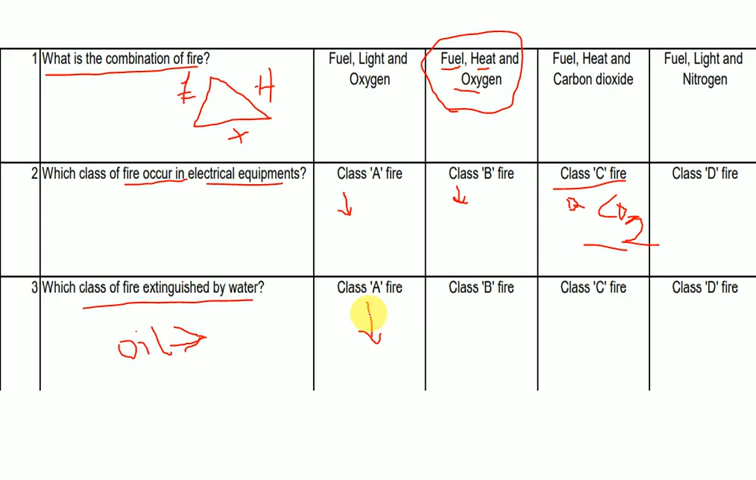 1 What is the combination of fire? Fuel, Light and Oxygen Fuel, Heat and Oxygen Fuel, Heat and Carbon dioxide Fuel, Light and Nitrogen
H
2 Which class of fire occur in electrical equipments? Class 'A' fire Class 'B' fire Class 'C' fire Class 'D' fire
CO2
3 Which class of fire extinguished by water? Class 'A' fire Class 'B' fire Class 'C' fire Class 'D' fire
oil